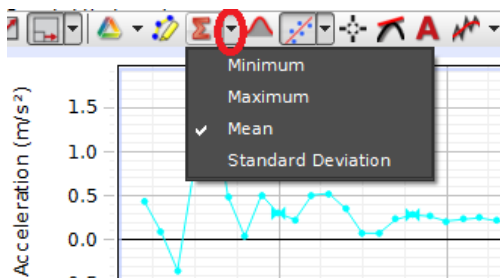 Σ
A
Minimum
Maximum
✓ Mean
Standard Deviation
Acceleration (m/s²)
1.5
1.0
0.5
0.0